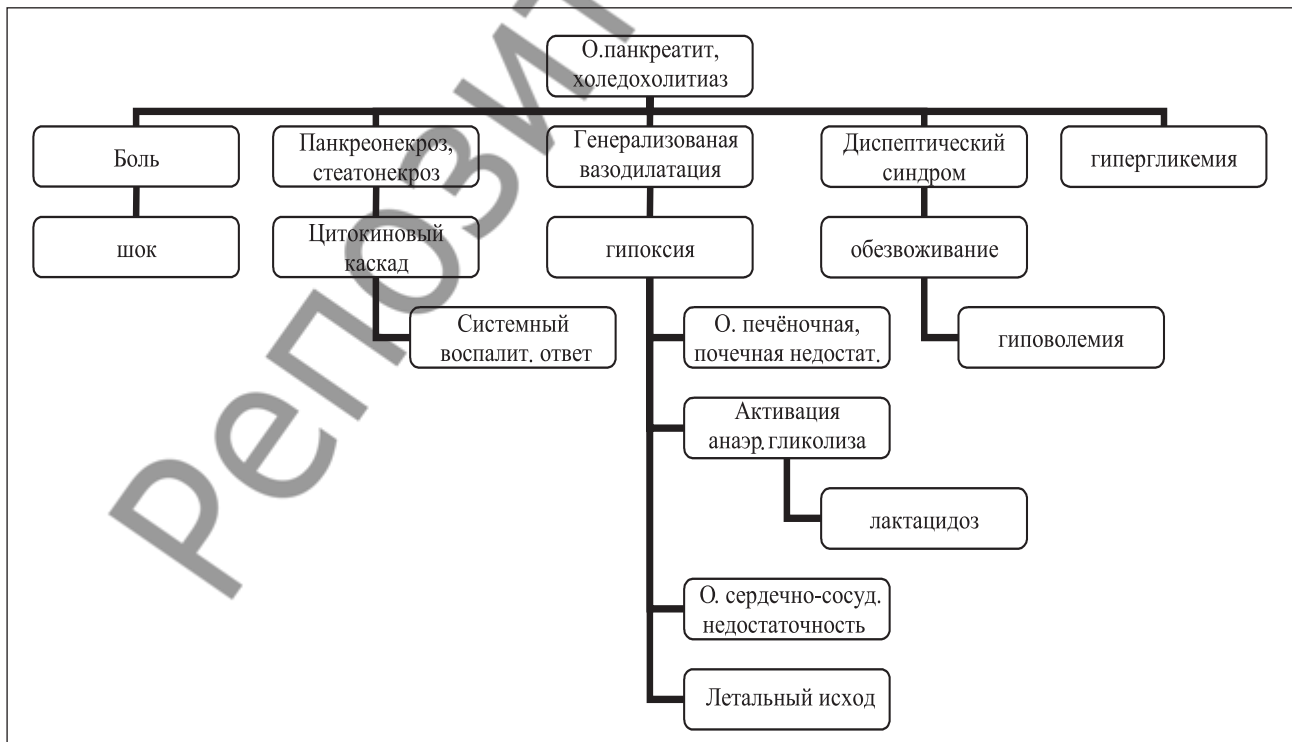 О.панкреатит,
холедохолитиаз
Боль
Панкреонекроз,
стеатонекроз
Генерализованая
вазодилатация
Диспептический
синдром
гипергликемия
шок
Цитокиновый
каскад
гипоксия
обезвоживание
Системный
воспалит. ответ
О. печёночная,
почечная недостат.
гиповолемия
Активация
анаэр. гликолиза
лактацидоз
О. сердечно-сосуд.
недостаточность
Летальный исход
Репозит